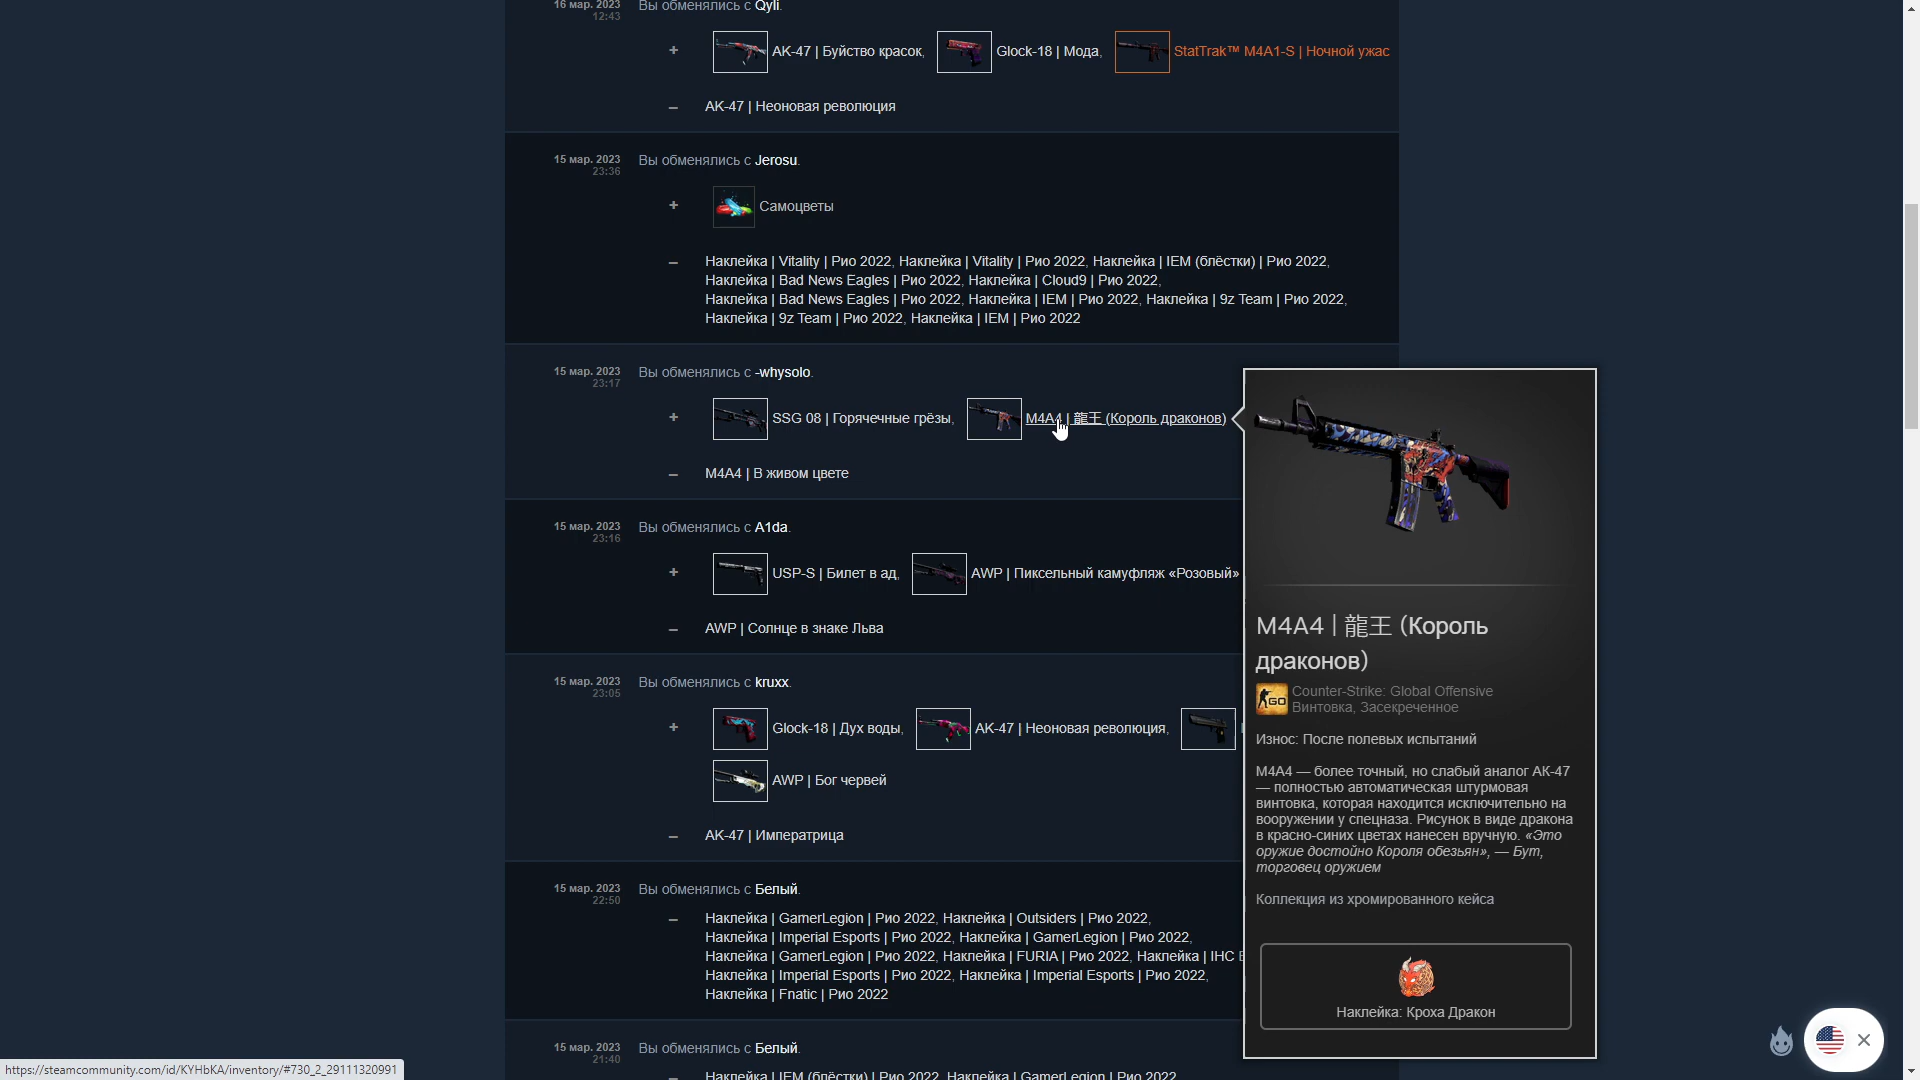 16 мар. 2023
12:43
Вы обменялись с Qyli.
+ AK-47 | Буйство красок, Glock-18 | Мода, StatTrak™ M4A1-S | Ночной ужас
– AK-47 | Неоновая революция
15 мар. 2023
23:36
Вы обменялись с Jerosu.
+ Самоцветы
– Наклейка | Vitality | Рио 2022, Наклейка | Vitality | Рио 2022, Наклейка | IEM (блёстки) | Рио 2022,
Наклейка | Bad News Eagles | Рио 2022, Наклейка | Cloud9 | Рио 2022,
Наклейка | Bad News Eagles | Рио 2022, Наклейка | IEM | Рио 2022, Наклейка | 9z Team | Рио 2022,
Наклейка | 9z Team | Рио 2022, Наклейка | IEM | Рио 2022
15 мар. 2023
23:17
Вы обменялись с -whysolo.
+ SSG 08 | Горячечные грёзы, M4A4 | 龍王 (Король драконов)
– M4A4 | В живом цвете
15 мар. 2023
23:16
Вы обменялись с A1da.
+ USP-S | Билет в ад, AWP | Пиксельный камуфляж «Розовый»
– AWP | Солнце в знаке Льва
15 мар. 2023
23:05
Вы обменялись с kruxx.
+ Glock-18 | Дух воды, AK-47 | Неоновая революция,
AWP | Бог червей
– AK-47 | Императрица
15 мар. 2023
22:50
Вы обменялись с Белый.
– Наклейка | GamerLegion | Рио 2022, Наклейка | Outsiders | Рио 2022,
Наклейка | Imperial Esports | Рио 2022, Наклейка | GamerLegion | Рио 2022,
Наклейка | GamerLegion | Рио 2022, Наклейка | FURIA | Рио 2022, Наклейка | IHC
Наклейка | Imperial Esports | Рио 2022, Наклейка | Imperial Esports | Рио 2022,
Наклейка | Fnatic | Рио 2022
15 мар. 2023
21:40
Вы обменялись с Белый.
– Наклейка | IEM (блёстки) | Рио 2022, Наклейка | GamerLegion | Рио 2022
M4A4 | 龍王 (Король
драконов)
GO
Counter-Strike: Global Offensive
Винтовка, Засекреченное
Износ: После полевых испытаний
M4A4 — более точный, но слабый аналог АК-47
— полностью автоматическая штурмовая
винтовка, которая находится исключительно на
вооружении у спецназа. Рисунок в виде дракона
в красно-синих цветах нанесен вручную. «Это
оружие достойно Короля обезьян», — Бут,
торговец оружием
Коллекция из хромированного кейса
Наклейка: Кроха Дракон
https://steamcommunity.com/id/KYHbKA/inventory/#730_2_29111320991